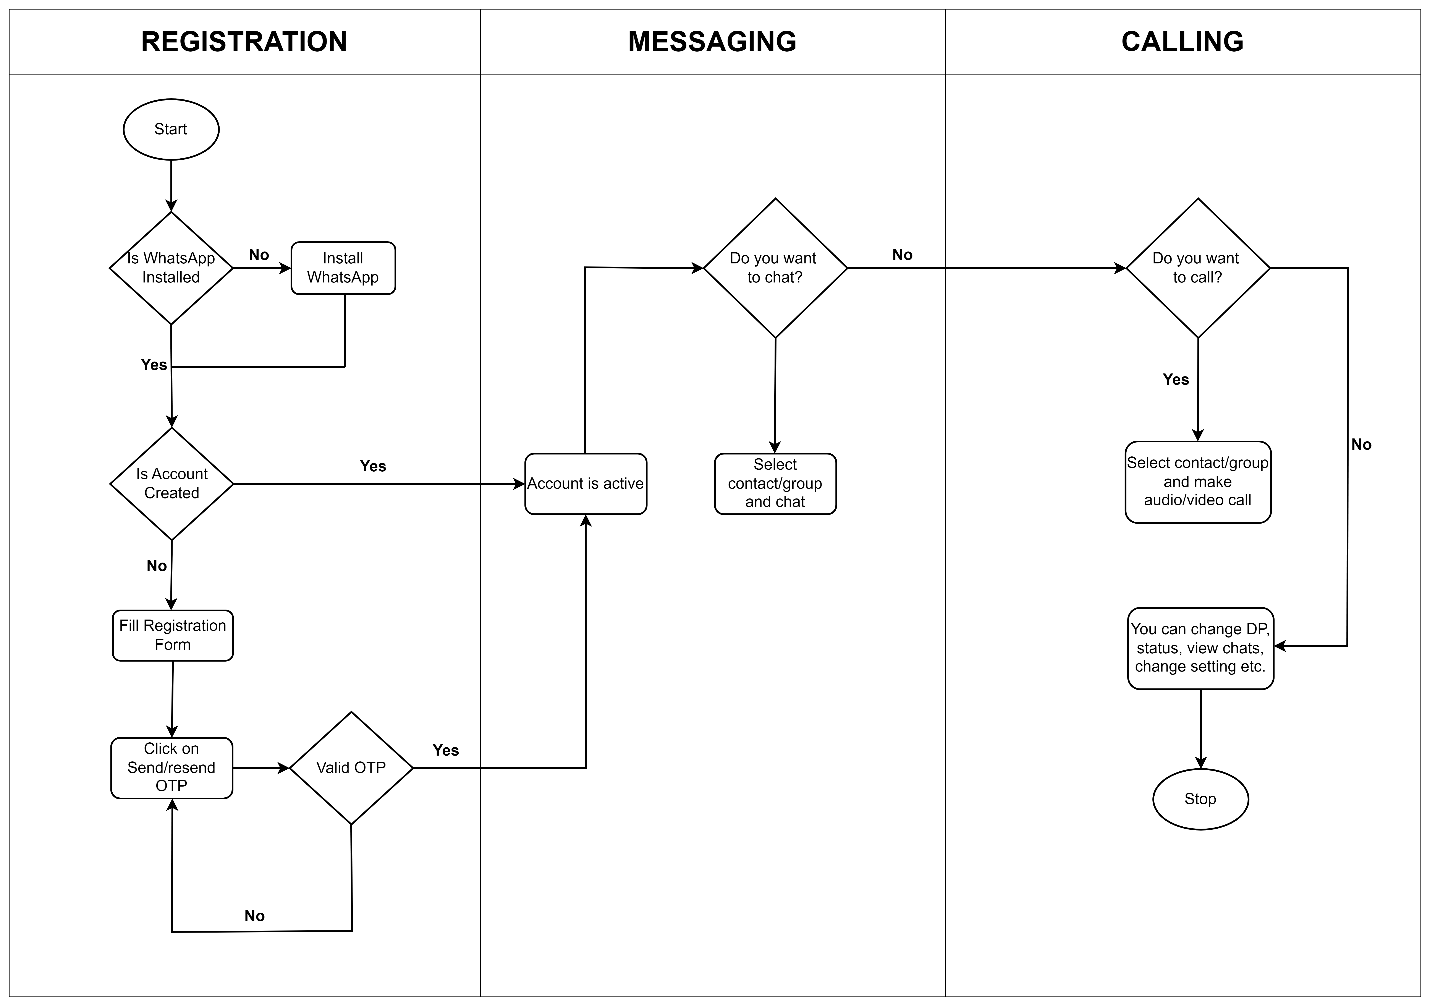 REGISTRATION
MESSAGING
CALLING
Start
Is WhatsApp
Installed
No
Install
WhatsApp
Yes
Is Account
Created
Yes
No
Fill Registration
Form
Click on
Send/resend
OTP
Valid OTP
Yes
No
Account is active
Do you want
to chat?
No
Select
contact/group
and chat
Do you want
to call?
Yes
No
Select contact/group
and make
audio/video call
You can change DP,
status, view chats,
change setting etc.
Stop